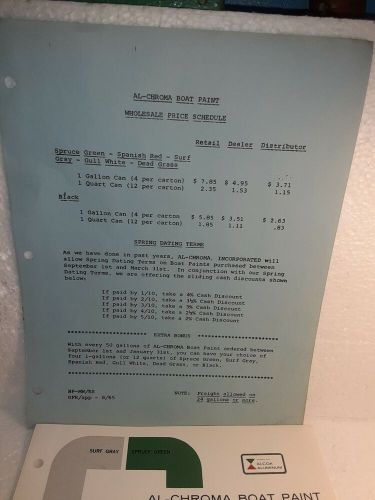 AL-CHROMA BOAT PAINT
WHOLESALE PRICE SCHEDULE
Retail Dealer Distributor
Spruce Green - Spanish Red - Surf
Gray - Gull White - Dead Grass
1 Gallon Can (4 per carton) $ 7.85 $ 4.95 $ 3.71
1 Quart Can (12 per carton) 2.35 1.53 1.15
Black
1 Gallon Can (4 per carton $ 5.85 $ 3.51 $ 2.63
1 Quart Can (12 per carton) 1.85 1.11 .83
SPRING DATING TERMS
As we have done in past years, AL-CHROMA, INCORPORATED will
allow Spring Dating Terms on Boat Paints purchased between
September 1st and March 31st. In conjunction with our Spring
Dating Terms, we are offering the sliding cash discounts shown
below:
If paid by 1/10, take a 4% Cash Discount
If paid by 2/10, take a 3½% Cash Discount
If paid by 3/10, take a 3% Cash Discount
If paid by 4/10, take a 2½% Cash Discount
If paid by 5/10, take a 2% Cash Discount
EXTRA BONUS
With every 50 gallons of AL-CHROMA Boat Paint ordered between
September 1st and January 31st, you can have your choice of
four 1-gallons (or 12 quarts) of Spruce Green, Surf Gray,
Spanish Red, Gull White, Dead Grass, or Black.
NOTE: Freight allowed on
24 gallons or more.
SURF GRAY SPRUCE GREEN
ALCOA
ALUMINUM
AL-CHROMA BOAT PAINT